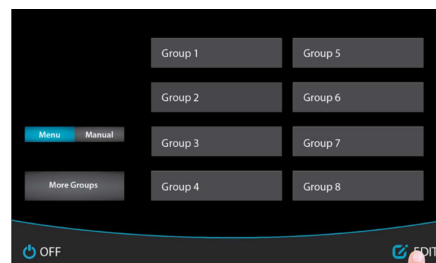 Group 1 Group 5
Group 2 Group 6
Menu Manual
Group 3 Group 7
More Groups
Group 4 Group 8
OFF EDIT